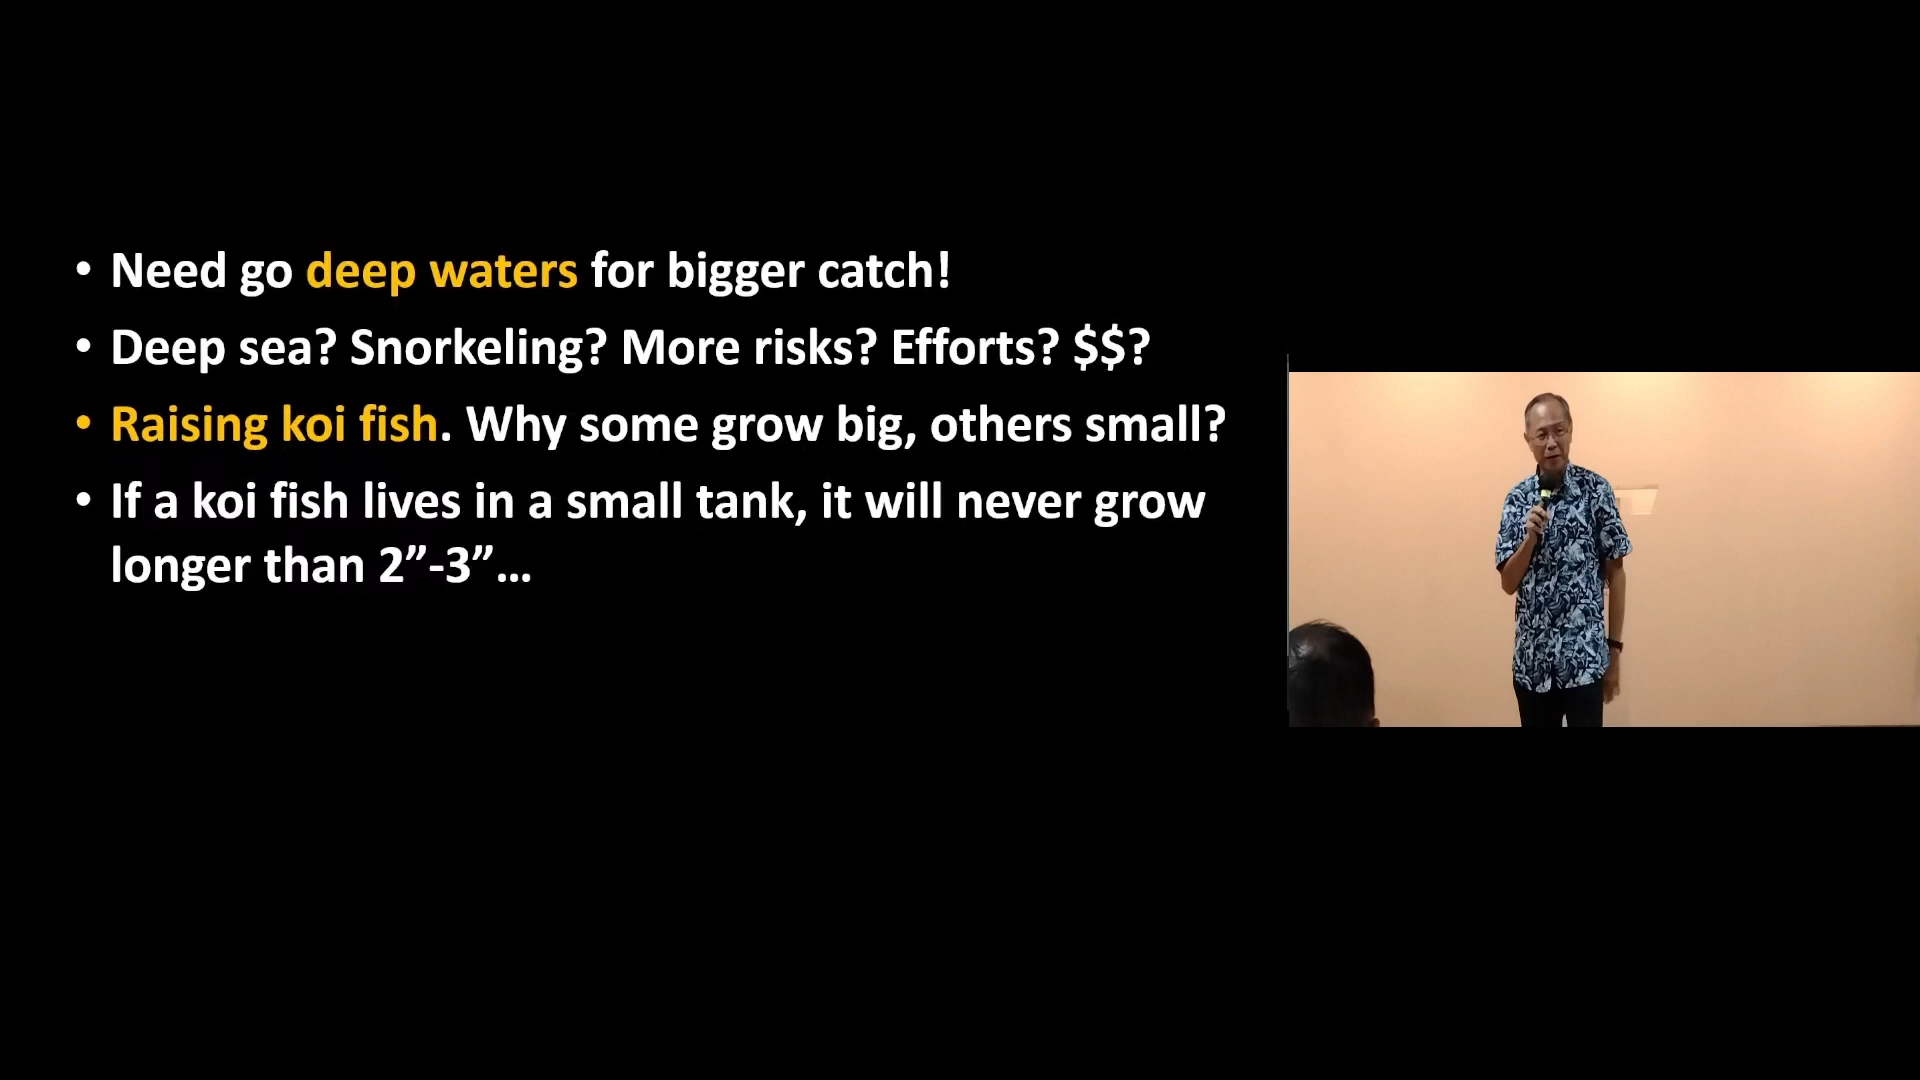 • Need go deep waters for bigger catch!
• Deep sea? Snorkeling? More risks? Efforts? $$?
• Raising koi fish. Why some grow big, others small?
• If a koi fish lives in a small tank, it will never grow
longer than 2”-3”…